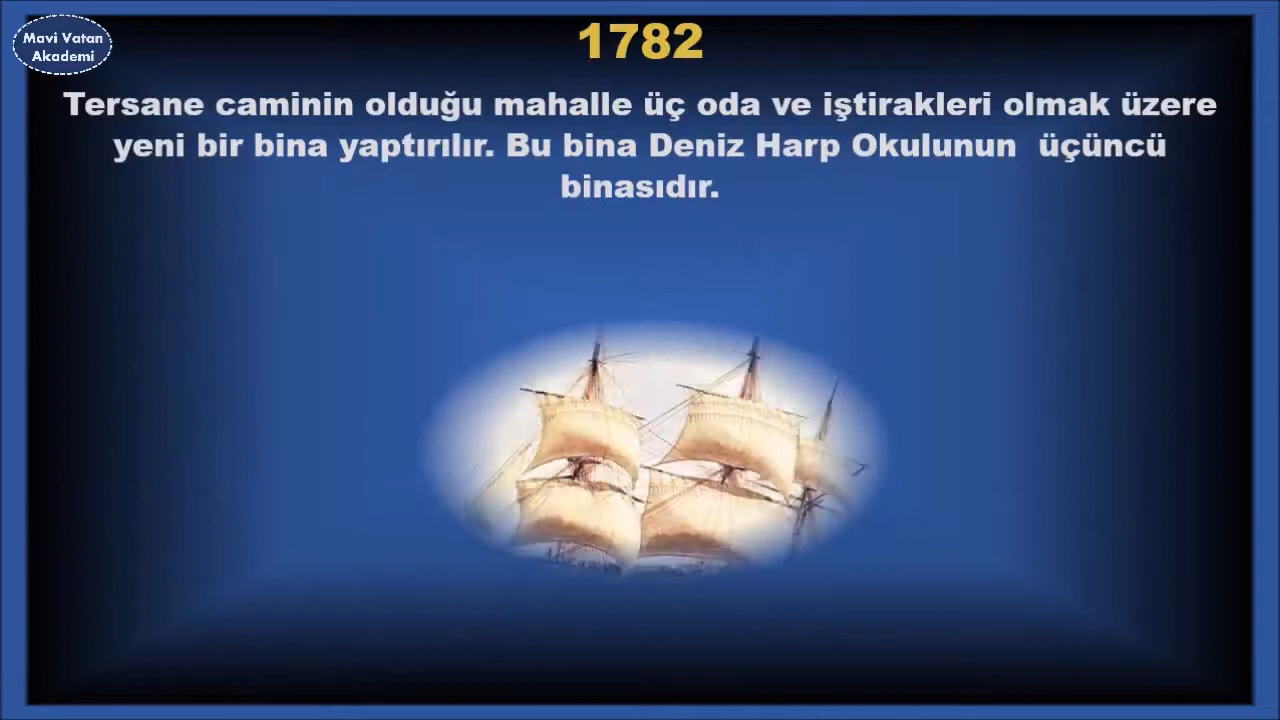 Mavi Vatan
Akademi
1782
Tersane caminin olduğu mahalle üç oda ve iştirakleri olmak üzere
yeni bir bina yaptırılır. Bu bina Deniz Harp Okulunun  üçüncü
binasıdır.